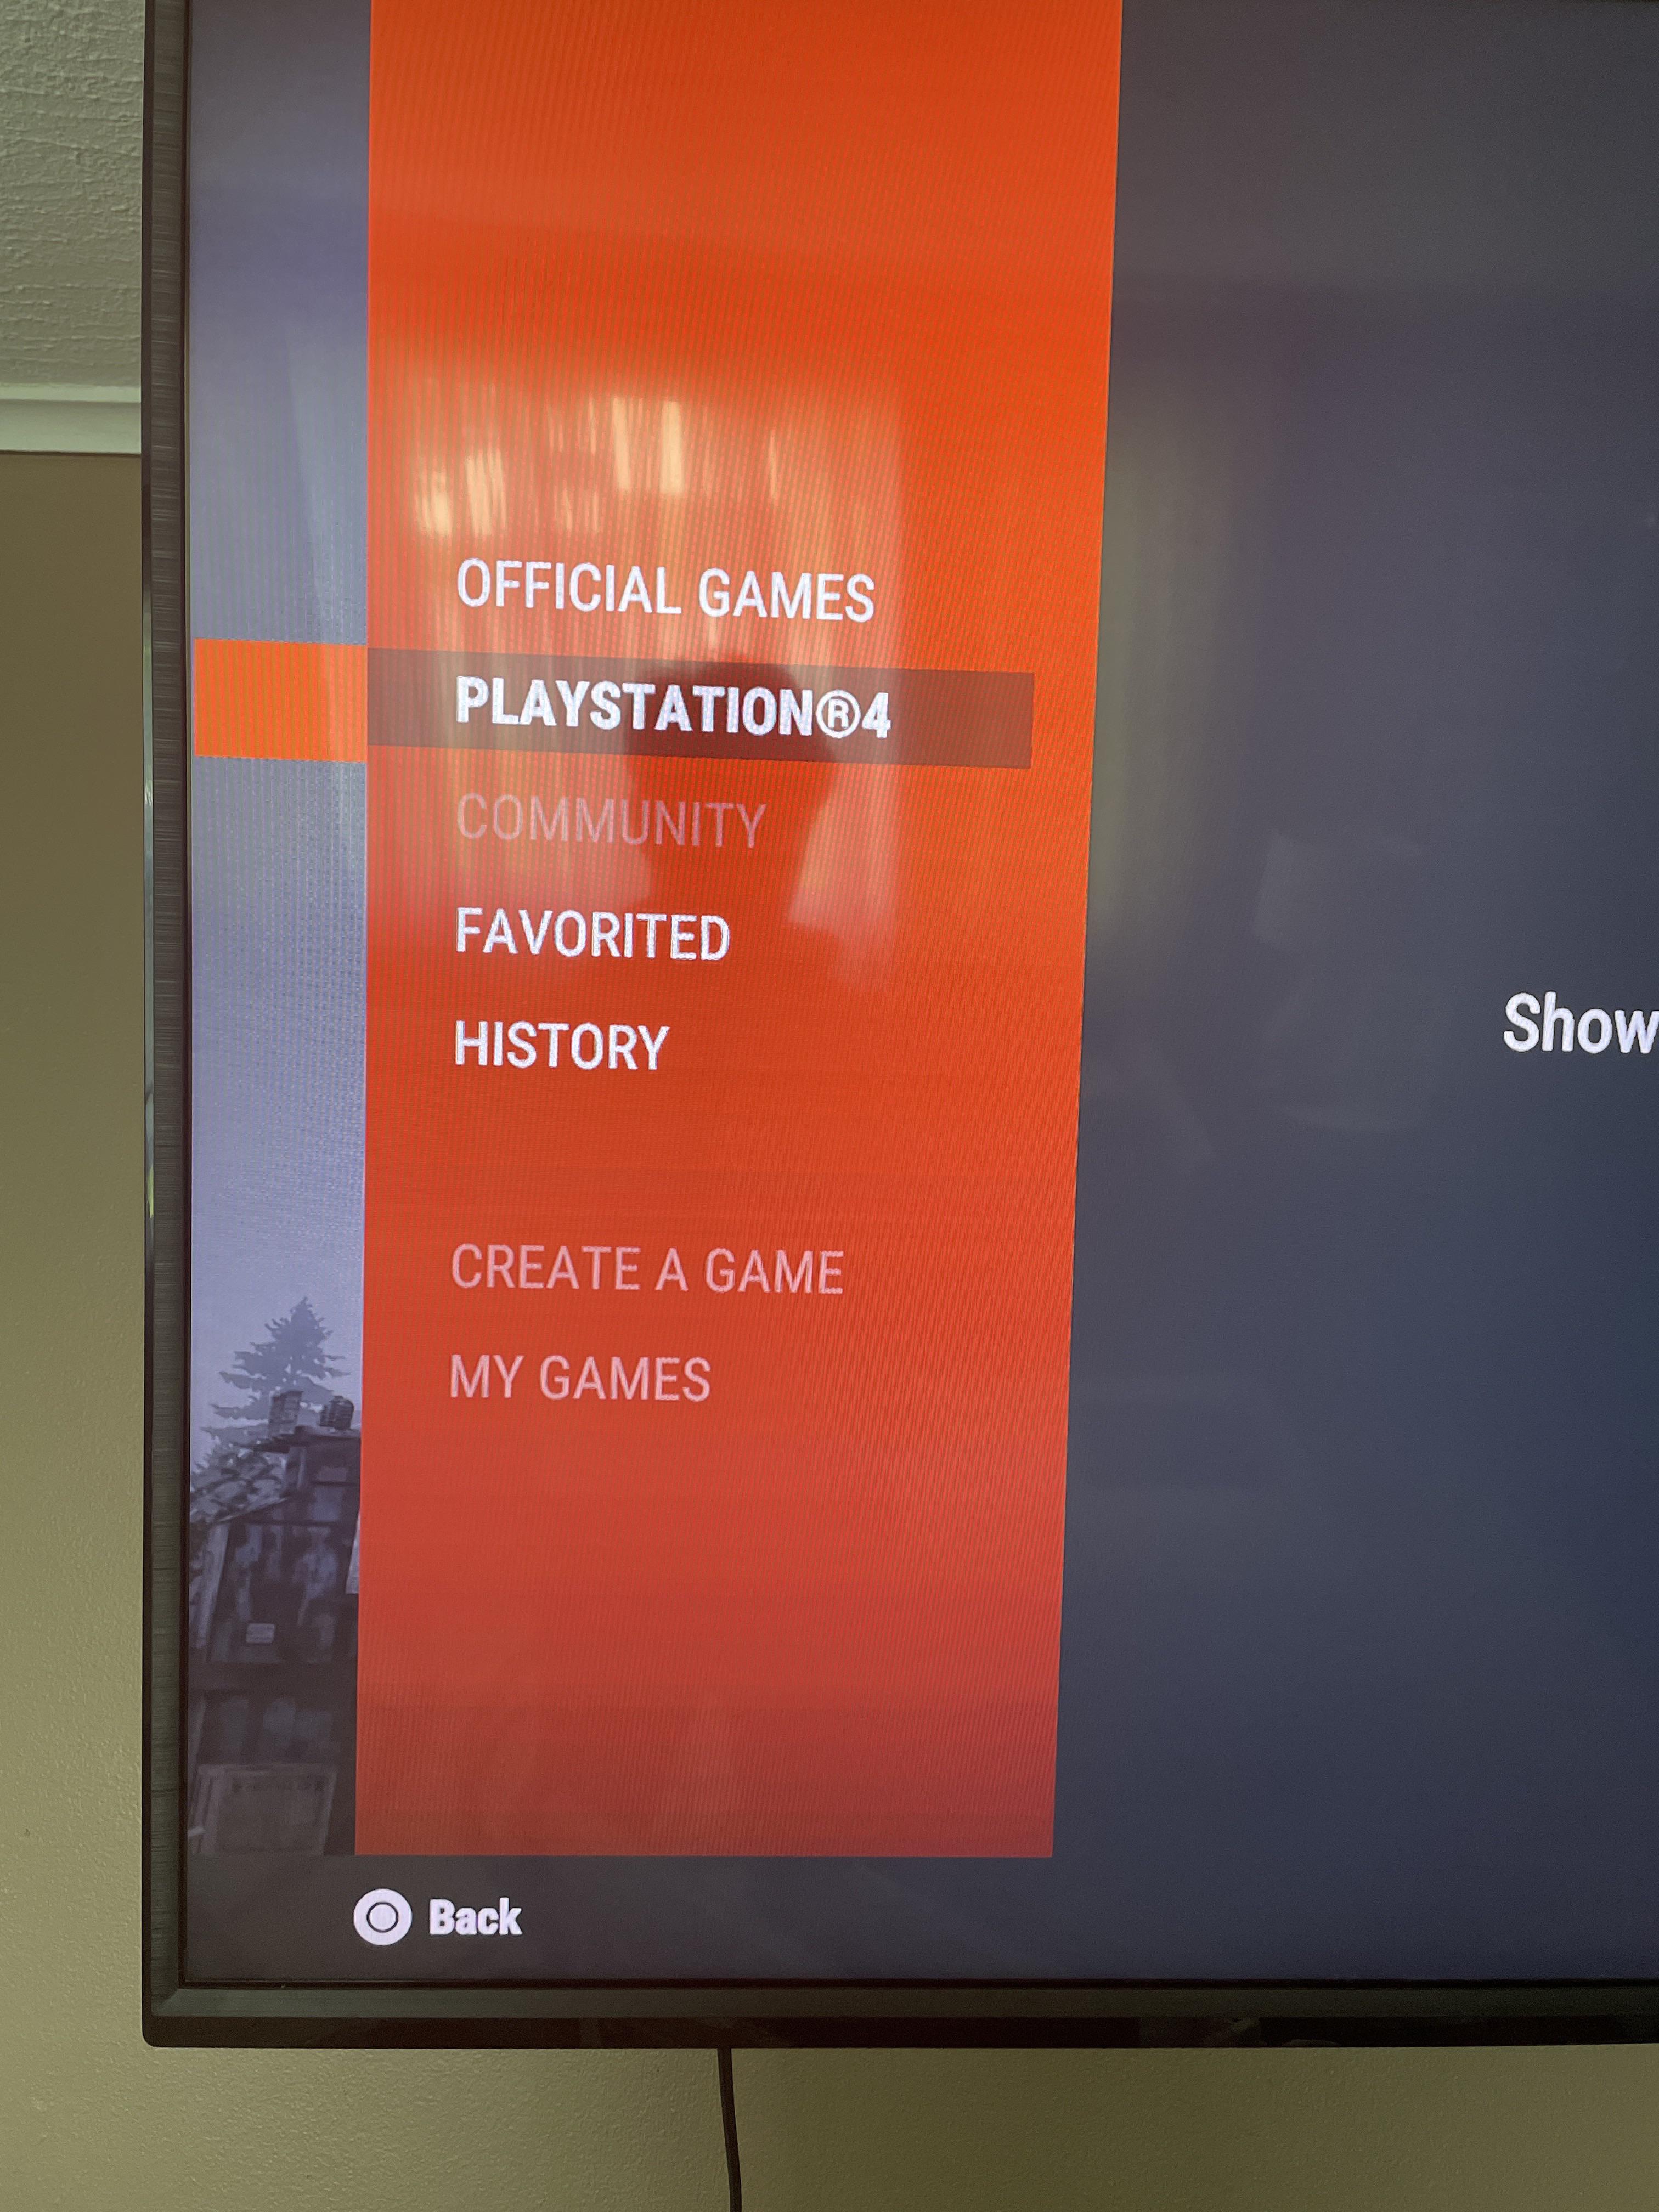 OFFICIAL GAMES
PLAYSTATION®4
COMMUNITY
FAVORITED
HISTORY
Show
CREATE A GAME
MY GAMES
Back